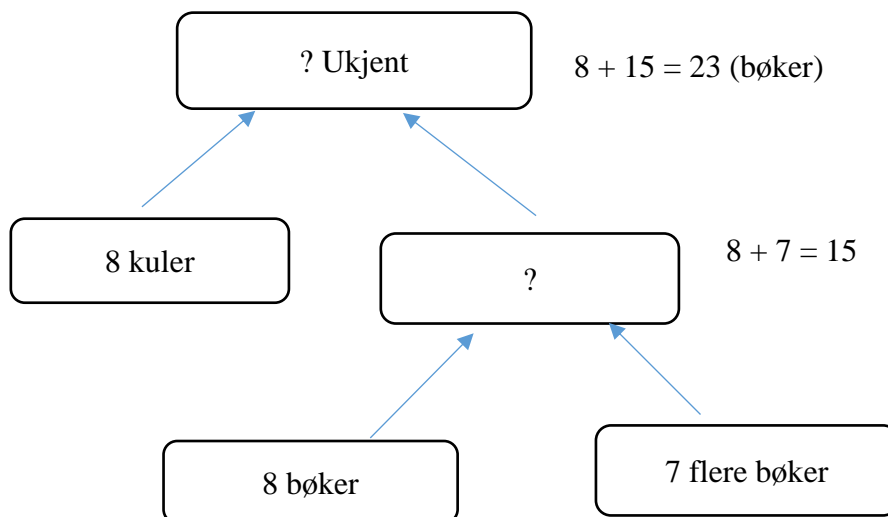 ? Ukjent
8 + 15 = 23 (bøker)
8 kuler
?
8 + 7 = 15
8 bøker
7 flere bøker